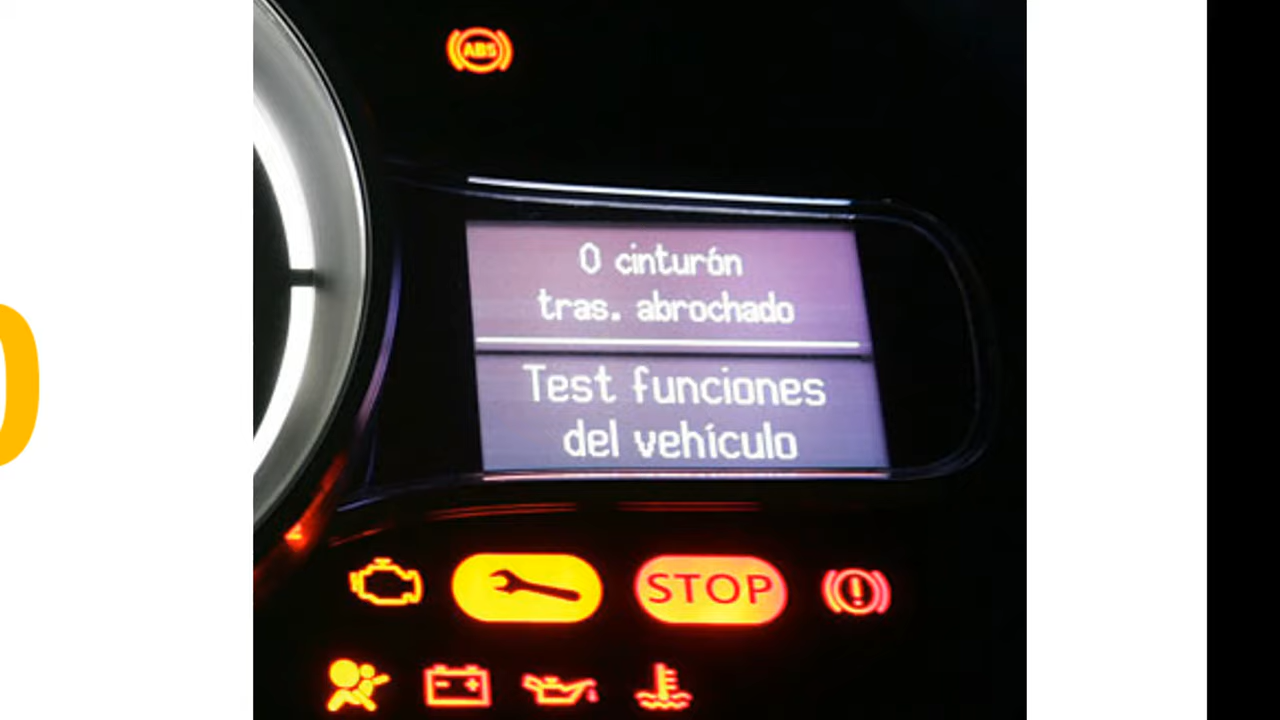 ABS
0 cinturón
tras. abrochado
Test funciones
del vehículo
STOP